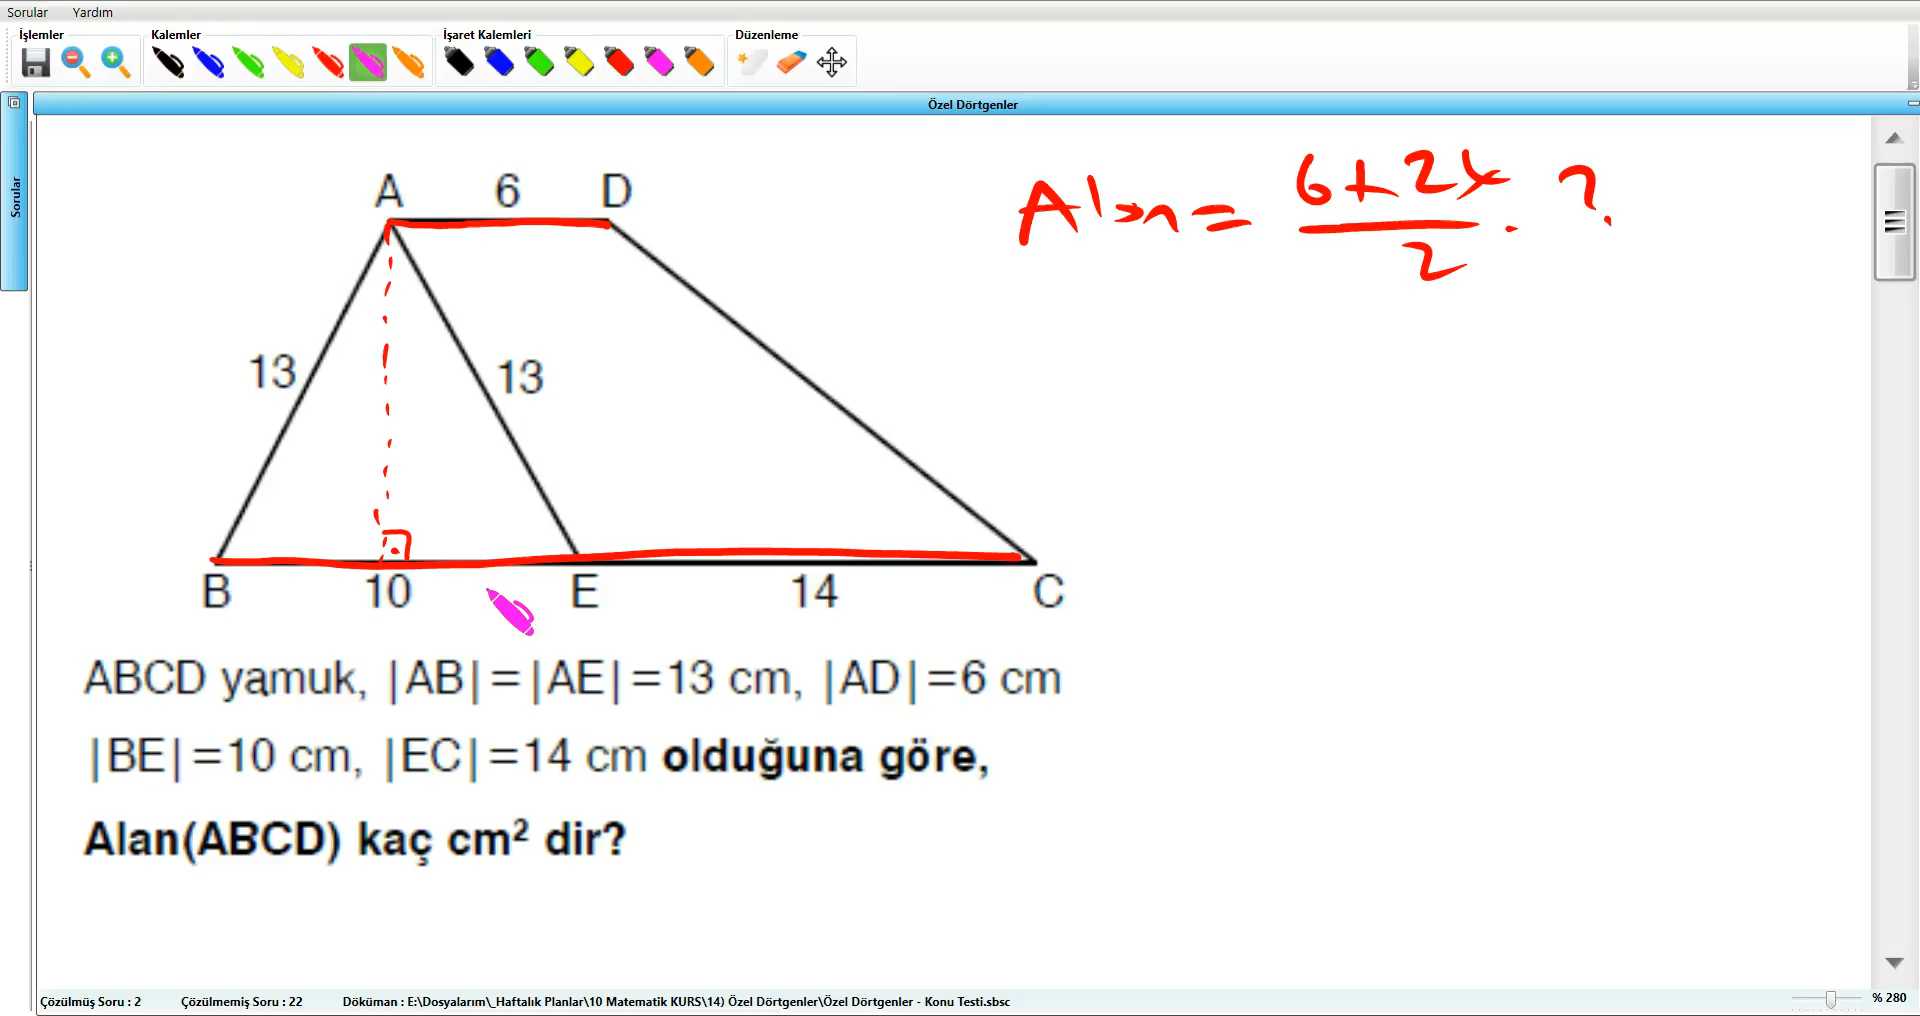 Sorular Yardım
İşlemler Kalemler İşaret Kalemleri Düzenleme
Özel Dörtgenler
Sorular
A 6 D
Alan = 6+24 / 2 . ?
13 13
B 10 E 14 C
ABCD yamuk, |AB|=|AE|=13 cm, |AD|=6 cm
|BE|=10 cm, |EC|=14 cm olduğuna göre,
Alan(ABCD) kaç cm² dir?
Çözülmüş Soru : 2 Çözülmemiş Soru : 22 Döküman : E:\Dosyalarım\_Haftalık Planlar\10 Matematik KURS\14) Özel Dörtgenler\Özel Dörtgenler - Konu Testi.sbsc % 280